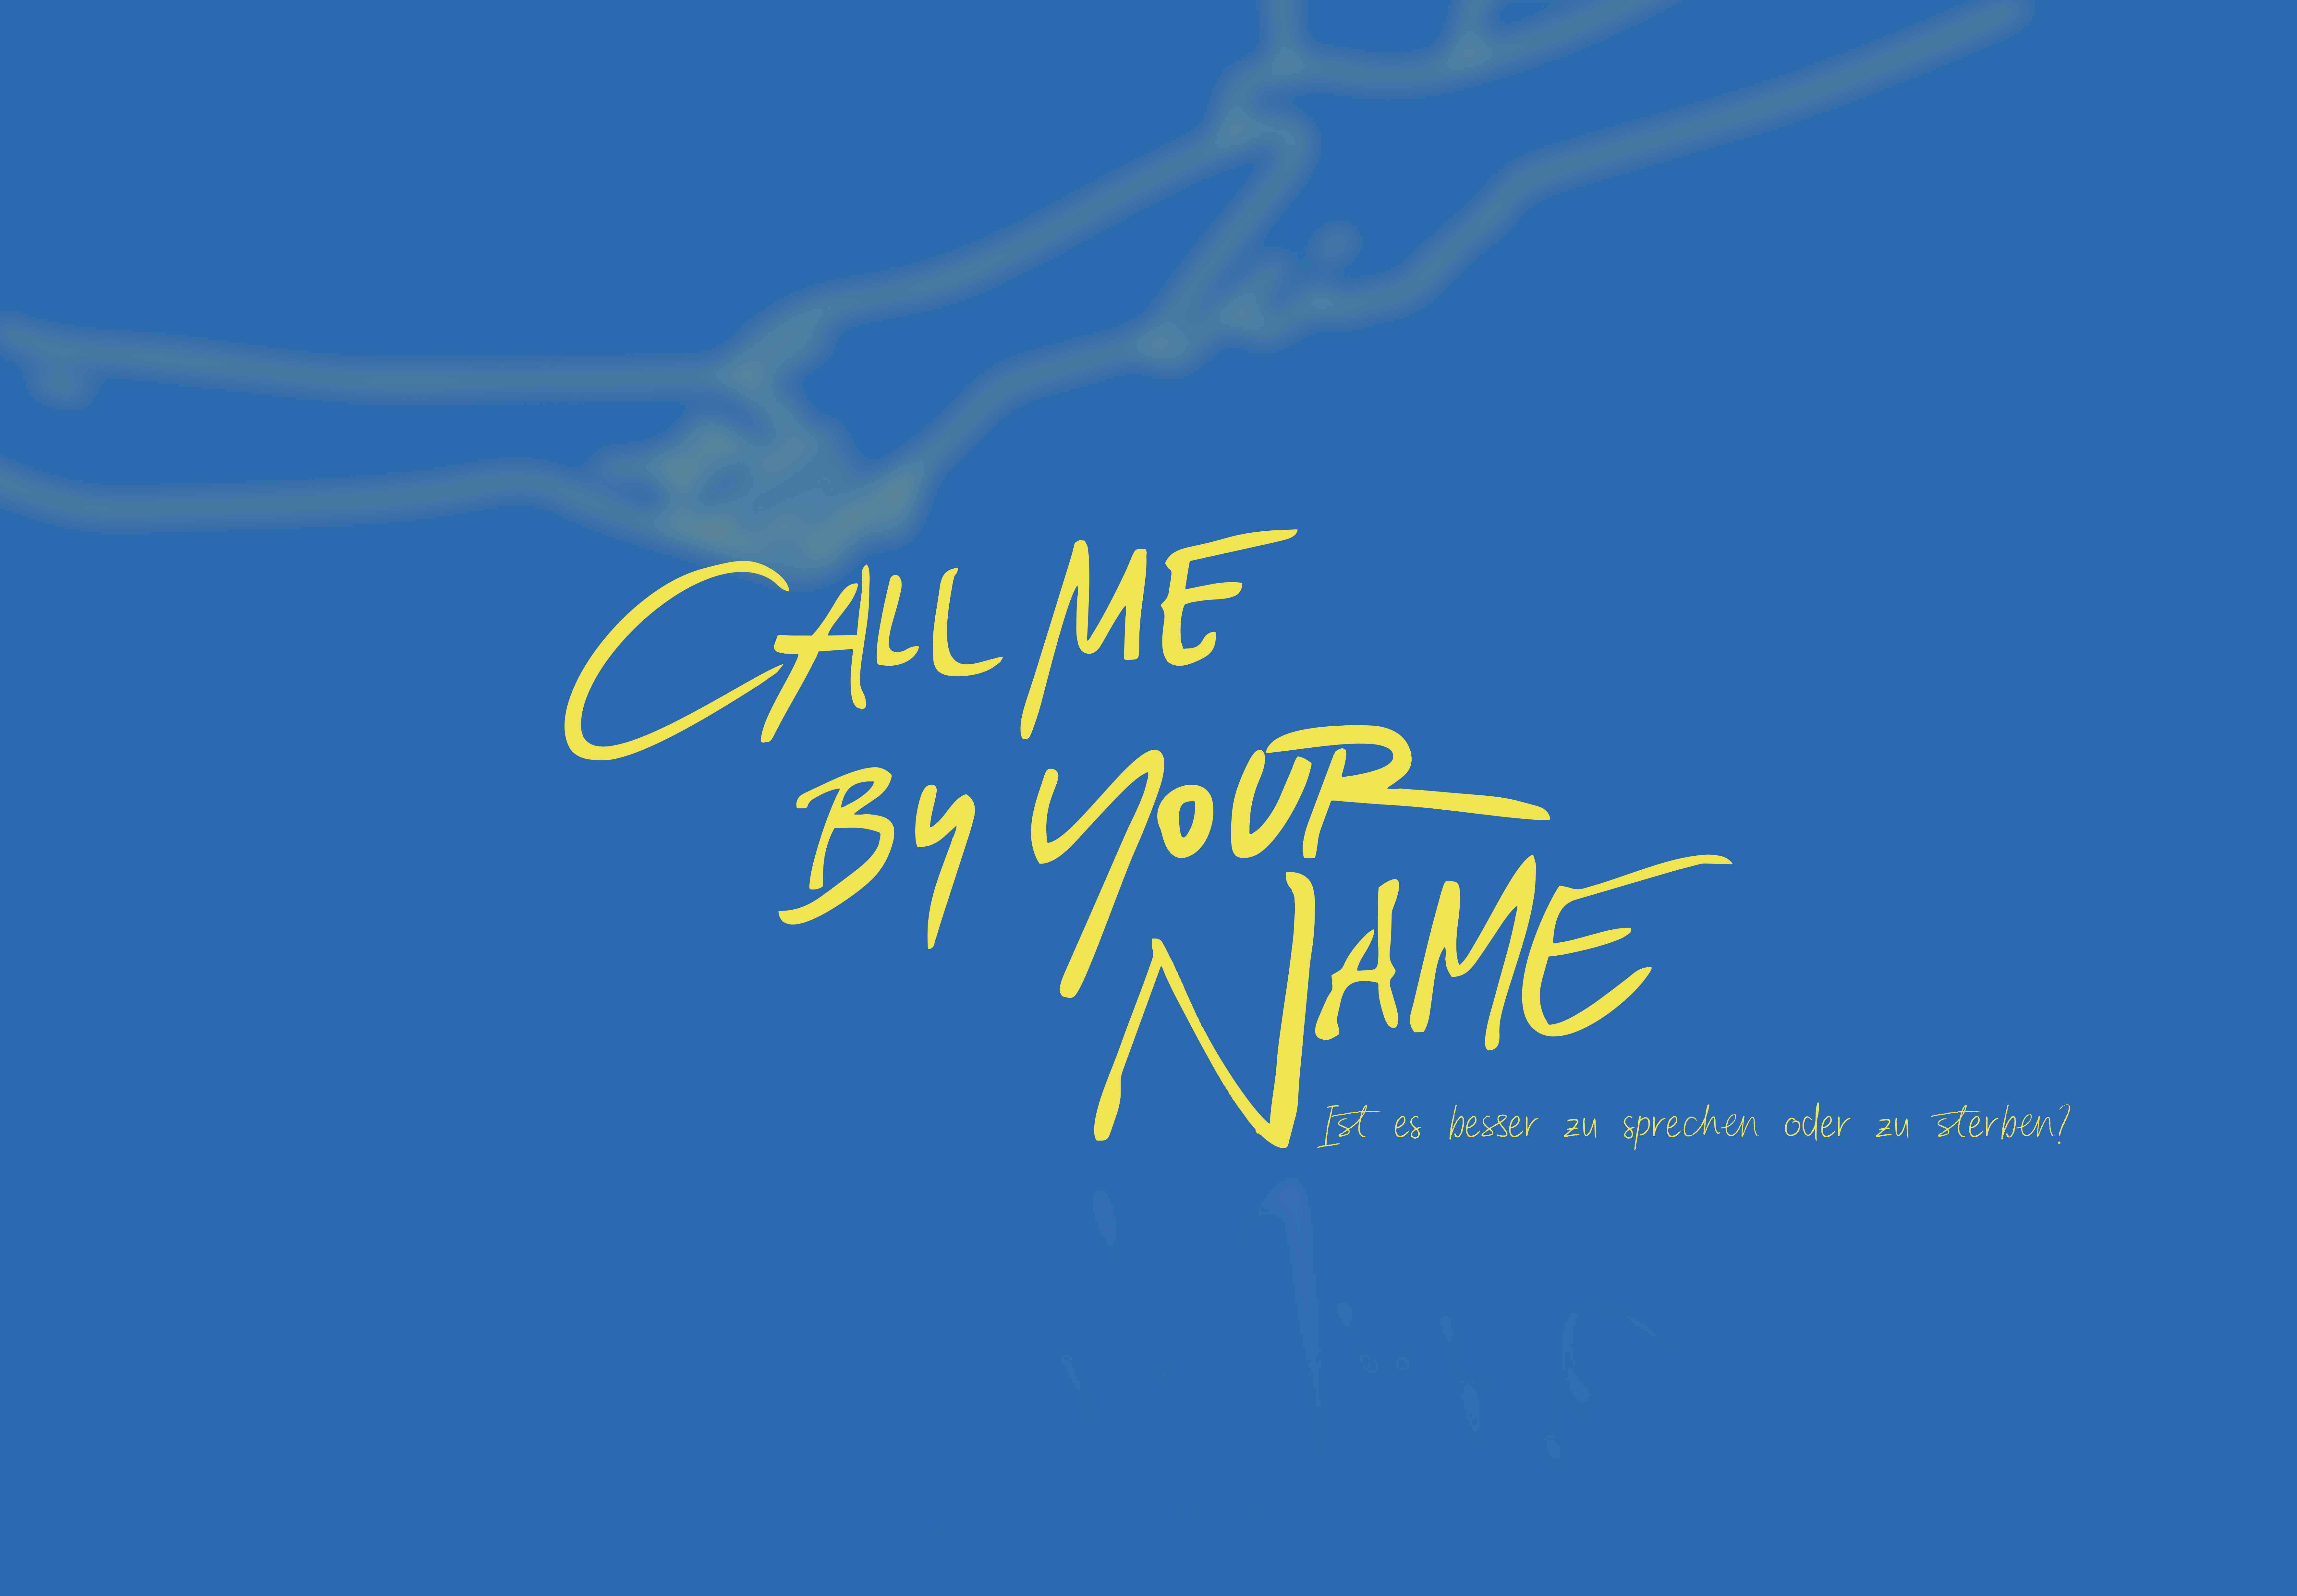 CALL ME
By YOUR
NAME
Ist es besser zu sprechen oder zu sterben?